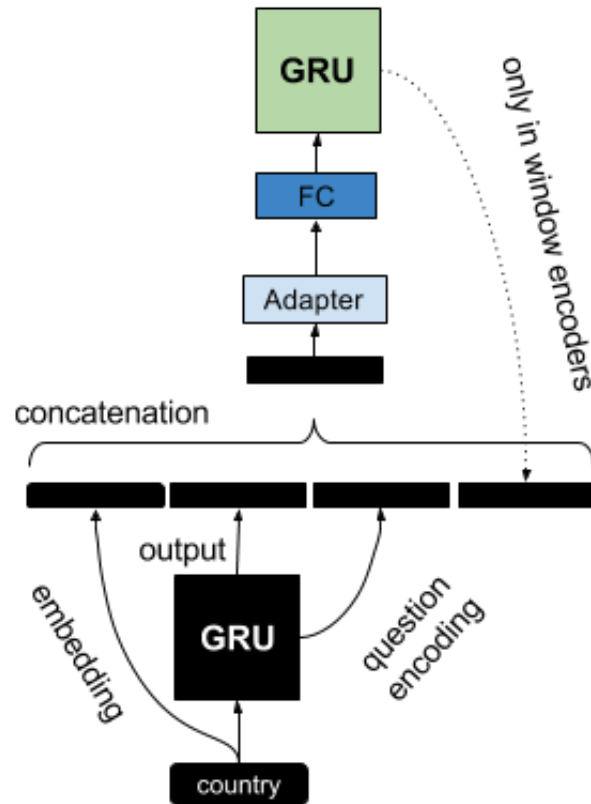 GRU
only in window encoders
FC
Adapter
concatenation
output
embedding
GRU
question
encoding
country